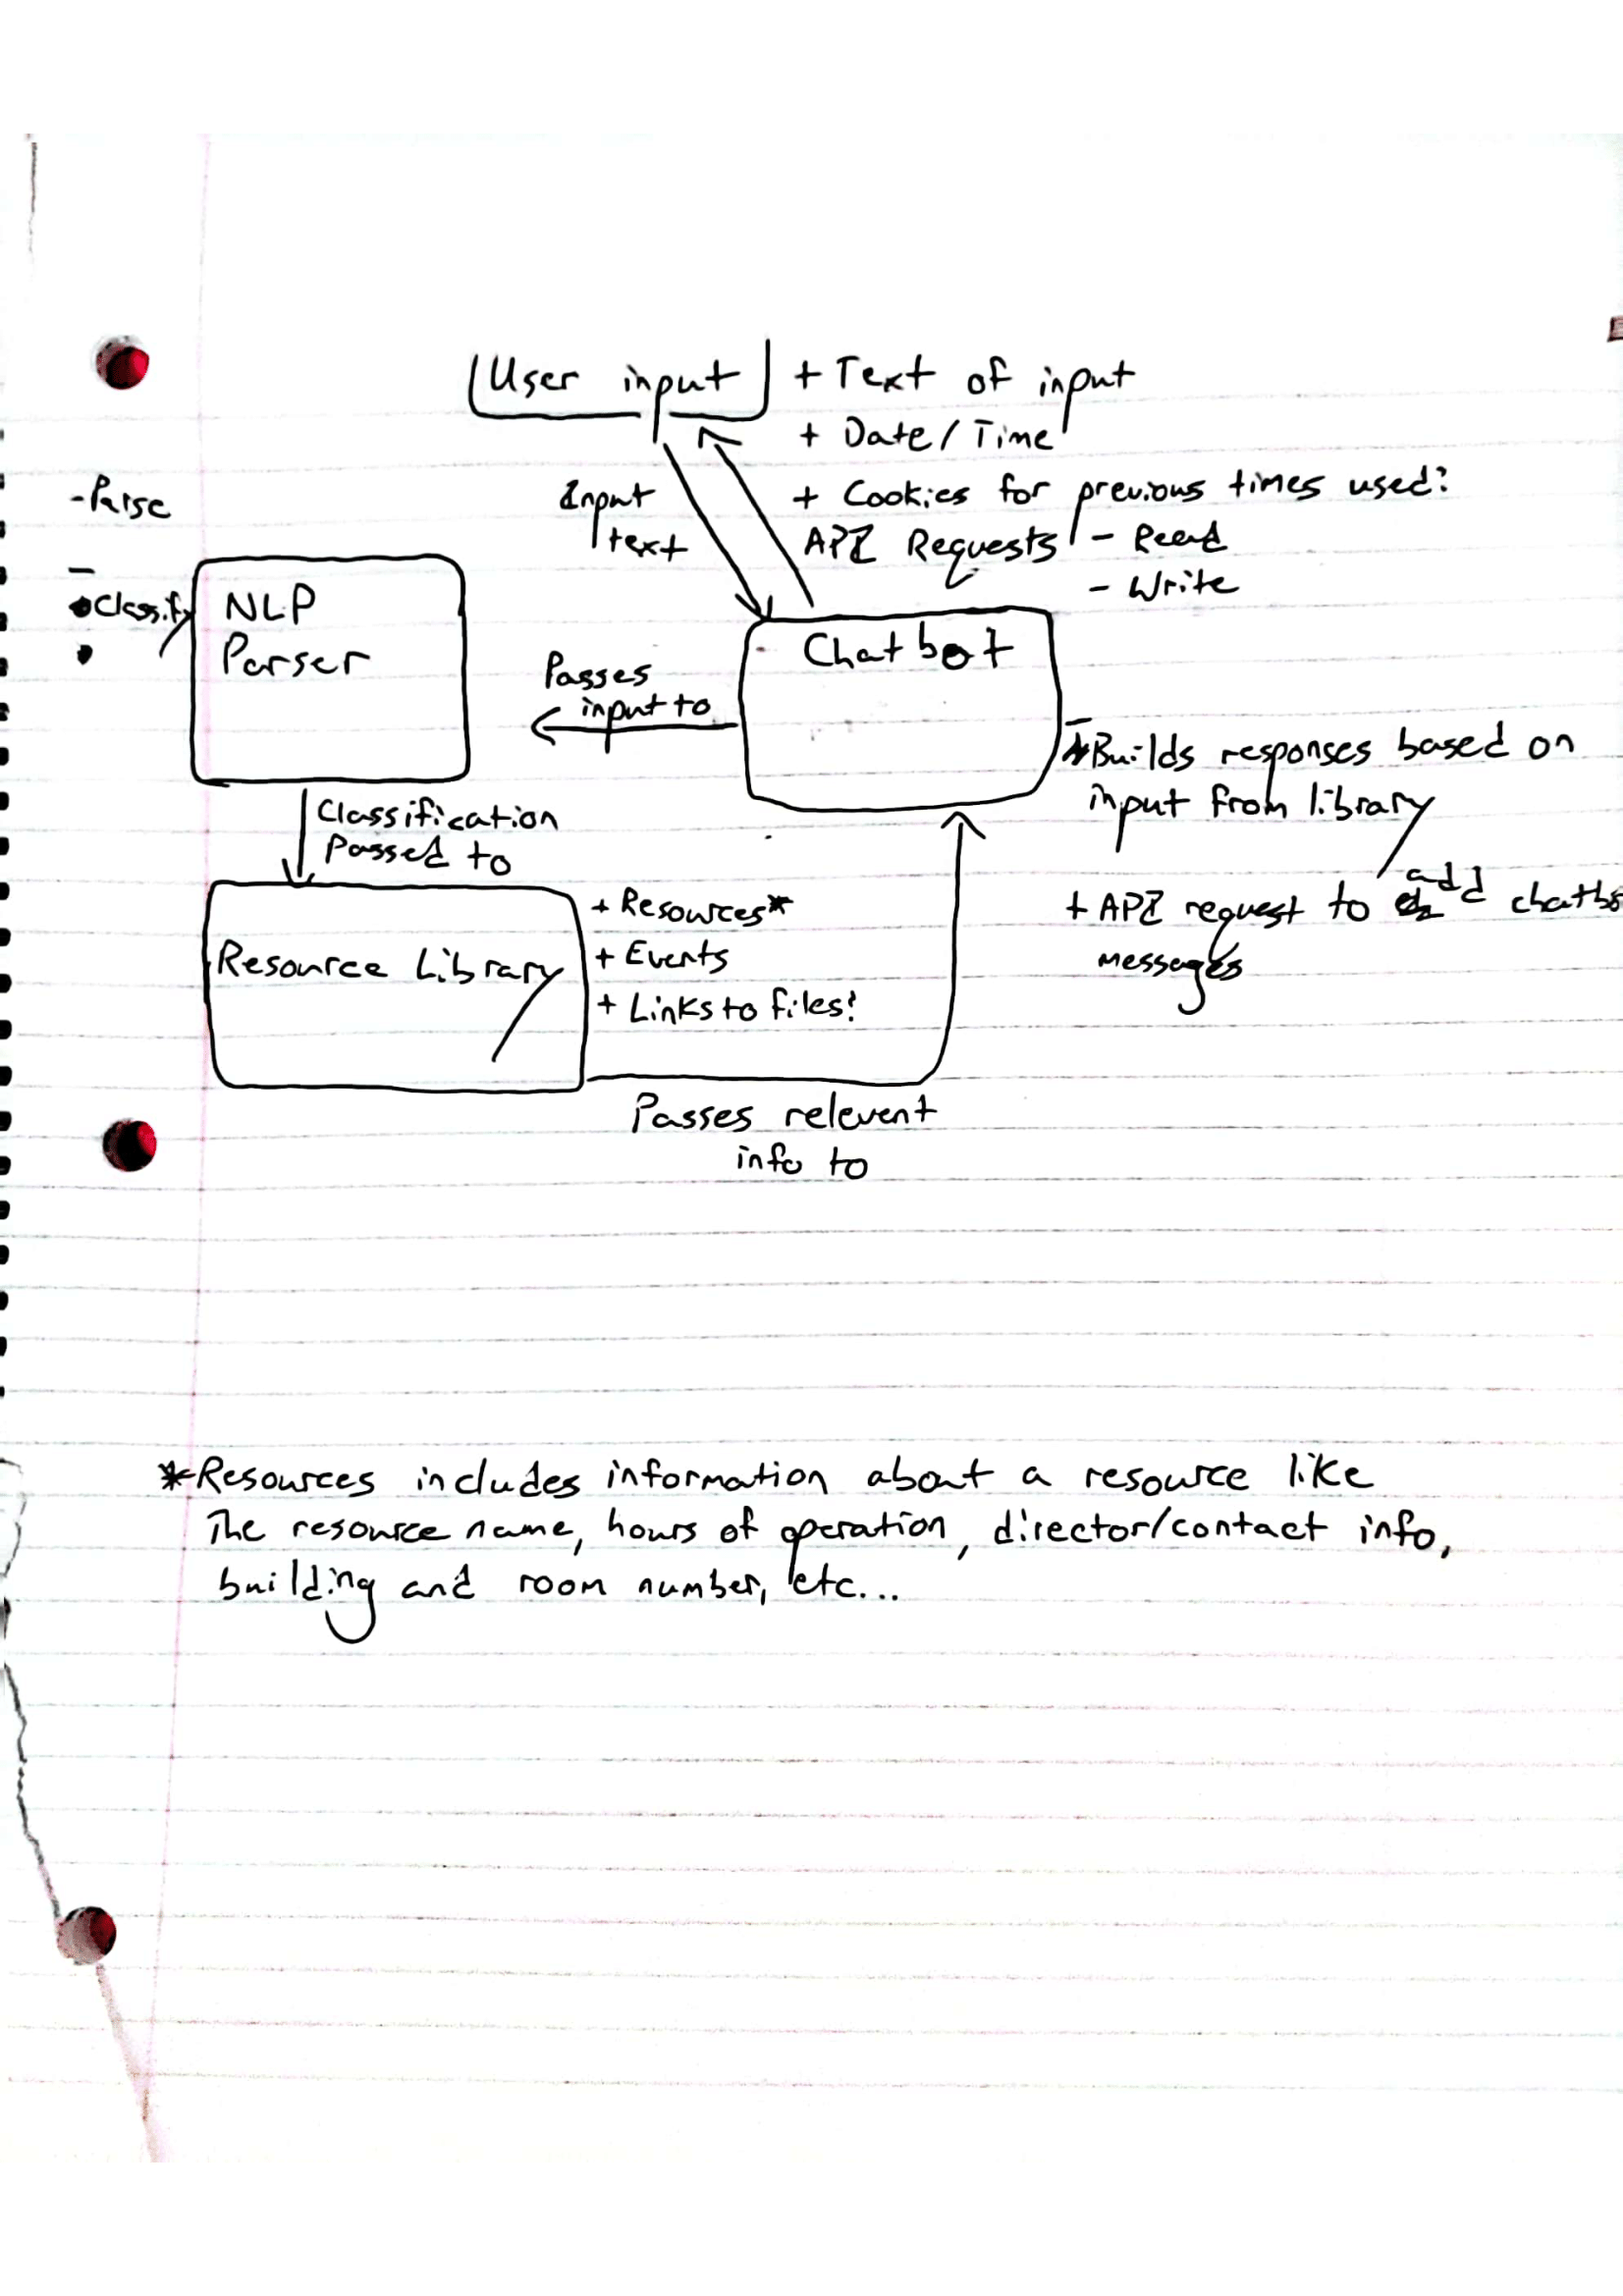 User input
+ Text of input
+ Date/Time
+ Cookies for previous times used?
API Requests - Read
- Write
Input
text
- Parse
- Classify
NLP
Parser
Chatbot
Passes
input to
- Builds responses based on
input from library
+ API request to add chatbo
messages
Classification
Passed to
Resource Library
+ Resources*
+ Events
+ Links to files?
Passes relevent
info to
*Resources includes information about a resource like
The resource name, hours of operation, director/contact info,
building and room number, etc...